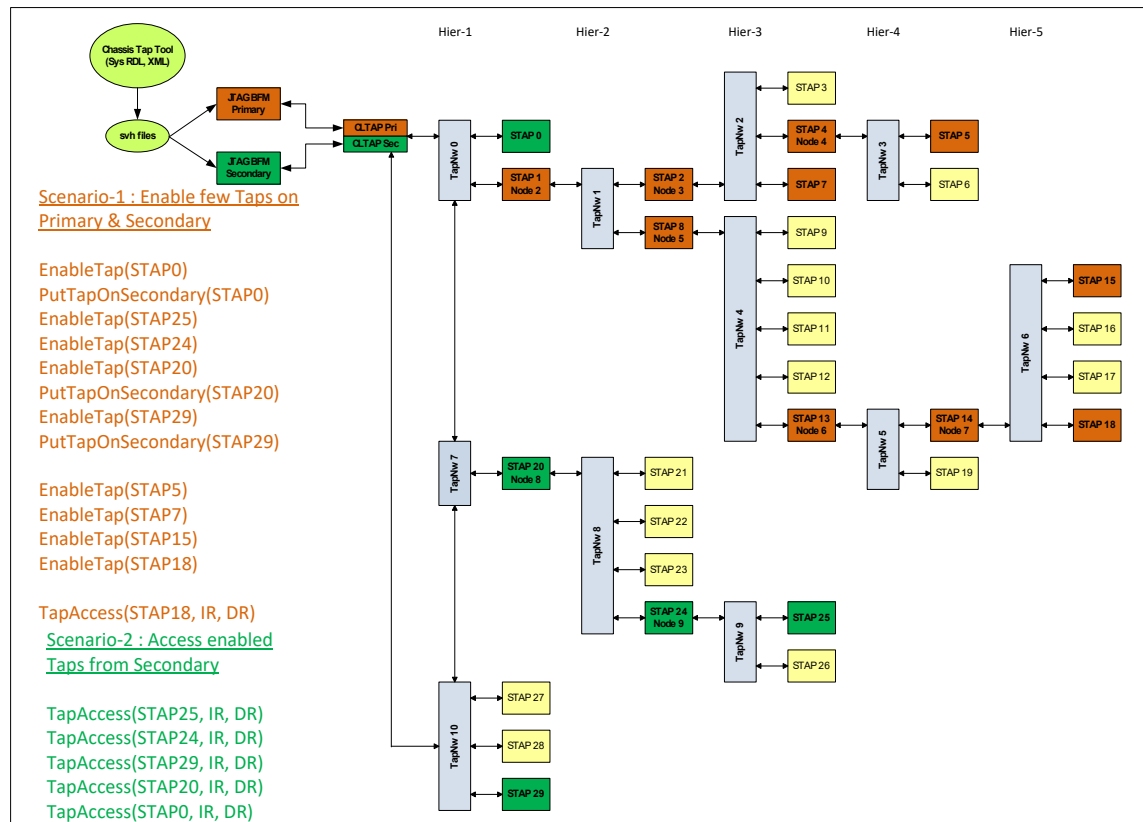 Hier-1
Hier-2
Hier-3
Hier-4
Hier-5
Chassis Tap Tool
(Sys RDL, XML)
svh files
JTAG BFM
Primary
JTAG BFM
Secondary
CLTAP Pri
CLTAP Sec
TapNw 0
STAP 0
STAP 1
Node 2
TapNw 1
STAP 2
Node 3
STAP 8
Node 5
TapNw 2
STAP 3
STAP 4
Node 4
STAP 7
TapNw 3
STAP 5
STAP 6
TapNw 4
STAP 9
STAP 10
STAP 11
STAP 12
STAP 13
Node 6
TapNw 5
STAP 14
Node 7
STAP 19
TapNw 6
STAP 15
STAP 16
STAP 17
STAP 18
TapNw 7
STAP 20
Node 8
TapNw 8
STAP 21
STAP 22
STAP 23
STAP 24
Node 9
TapNw 9
STAP 25
STAP 26
TapNw 10
STAP 27
STAP 28
STAP 29
Scenario-1 : Enable few Taps on
Primary & Secondary
EnableTap(STAP0)
PutTapOnSecondary(STAP0)
EnableTap(STAP25)
EnableTap(STAP24)
EnableTap(STAP20)
PutTapOnSecondary(STAP20)
EnableTap(STAP29)
PutTapOnSecondary(STAP29)
EnableTap(STAP5)
EnableTap(STAP7)
EnableTap(STAP15)
EnableTap(STAP18)
TapAccess(STAP18, IR, DR)
Scenario-2 : Access enabled
Taps from Secondary
TapAccess(STAP25, IR, DR)
TapAccess(STAP24, IR, DR)
TapAccess(STAP29, IR, DR)
TapAccess(STAP20, IR, DR)
TapAccess(STAP0, IR, DR)